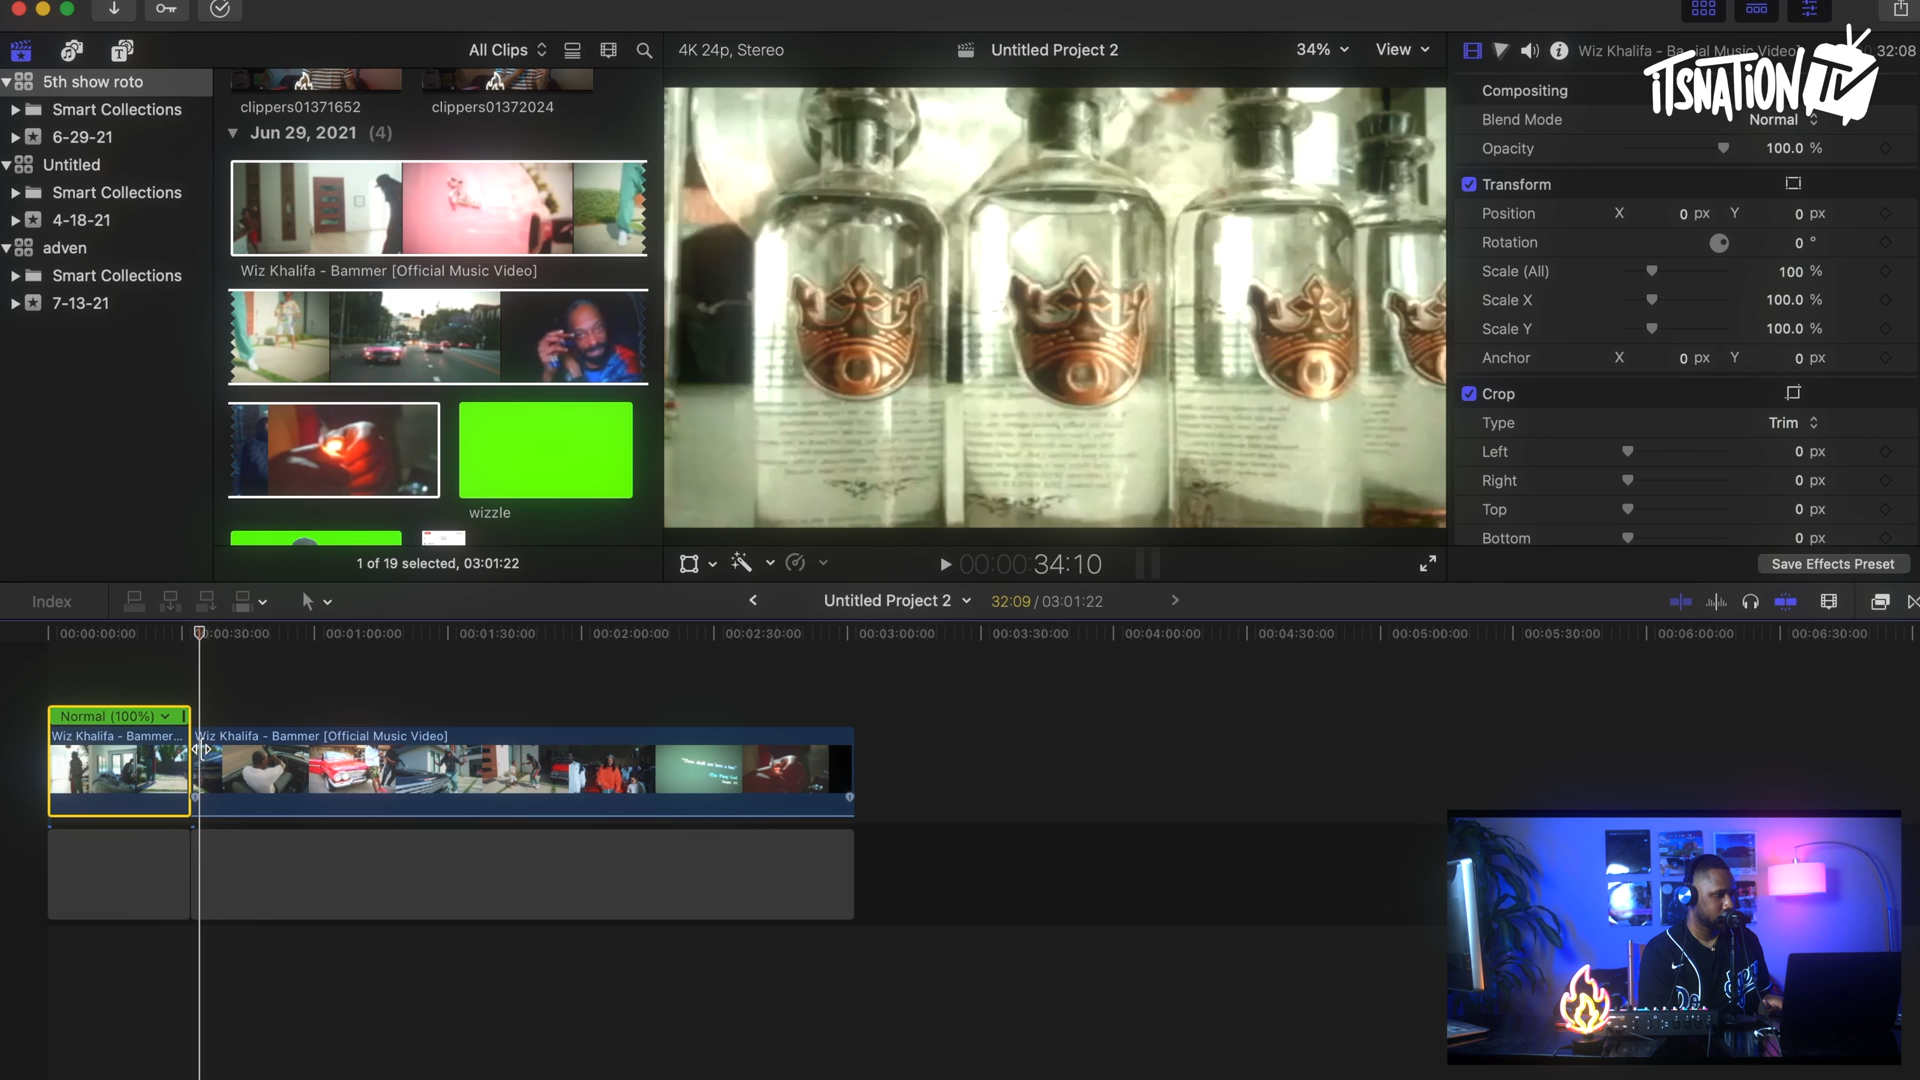 All Clips
4K 24p, Stereo
Untitled Project 2
34%
View
32:08
ITSNATION TV
5th show roto
Smart Collections
6-29-21
Untitled
Smart Collections
4-18-21
adven
Smart Collections
7-13-21
clippers01371652
clippers01372024
Jun 29, 2021 (4)
Wiz Khalifa - Bammer [Official Music Video]
wizzle
1 of 19 selected, 03:01:22
00:00:00:34:10
Compositing
Blend Mode Normal
Opacity 100.0 %
Transform
Position X 0 px Y 0 px
Rotation 0 °
Scale (All) 100 %
Scale X 100.0 %
Scale Y 100.0 %
Anchor X 0 px Y 0 px
Crop
Type Trim
Left 0 px
Right 0 px
Top 0 px
Bottom 0 px
Save Effects Preset
Index
Untitled Project 2
32:09 / 03:01:22
00:00:00:00
00:00:30:00
00:01:00:00
00:01:30:00
00:02:00:00
00:02:30:00
00:03:00:00
00:03:30:00
00:04:00:00
00:04:30:00
00:05:00:00
00:05:30:00
00:06:00:00
00:06:30:00
Normal (100%)
Wiz Khalifa - Bammer...
Wiz Khalifa - Bammer [Official Music Video]